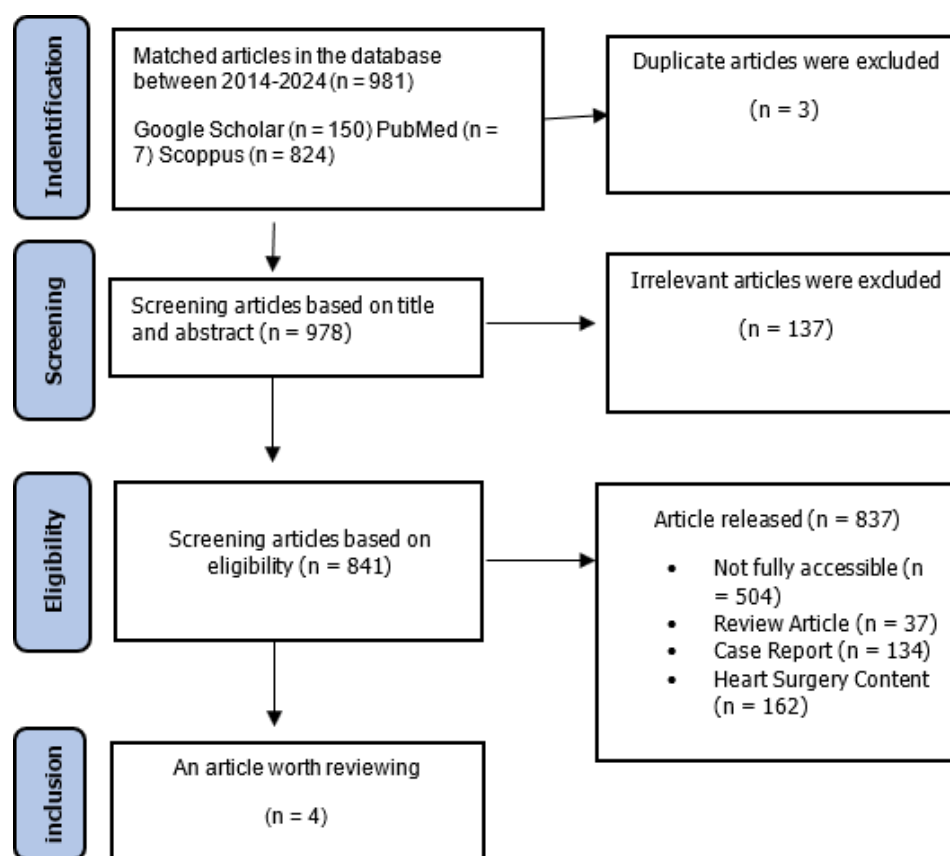 Indentification
Matched articles in the database
between 2014-2024 (n = 981)
Google Scholar (n = 150) PubMed (n =
7) Scoppus (n = 824)
Duplicate articles were excluded
(n = 3)
Screening
Screening articles based on title
and abstract (n = 978)
Irrelevant articles were excluded
(n = 137)
Eligibility
Screening articles based on
eligibility (n = 841)
Article released (n = 837)
• Not fully accessible (n
= 504)
• Review Article (n = 37)
• Case Report (n = 134)
• Heart Surgery Content
(n = 162)
inclusion
An article worth reviewing
(n = 4)